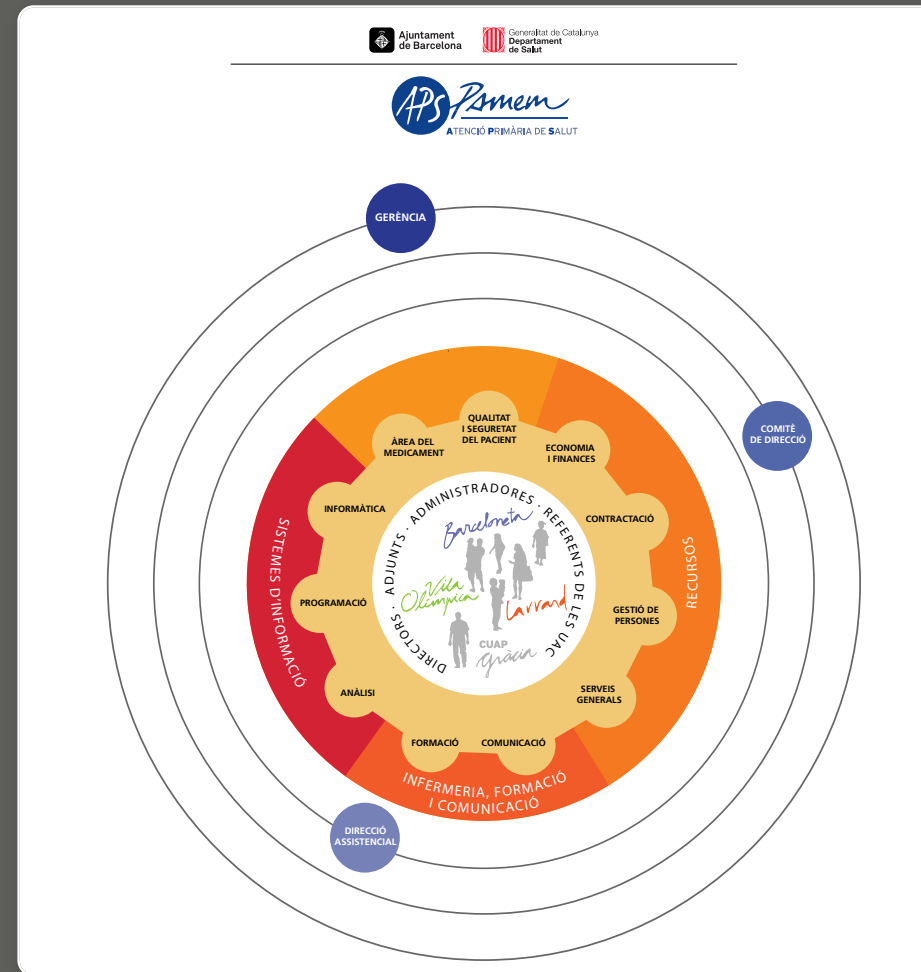 Ajuntament
de Barcelona
Generalitat de Catalunya
Departament
de Salut
APS Psmem
ATENCIÓ PRIMÀRIA DE SALUT
GERÈNCIA
COMITÈ
DE DIRECCIÓ
QUALITAT
I SEGURETAT
DEL PACIENT
ÀREA DEL
MEDICAMENT
ECONOMIA
I FINANCES
INFORMÀTICA
CONTRACTACIÓ
PROGRAMACIÓ
GESTIÓ DE
PERSONES
ANÀLISI
SERVEIS
GENERALS
FORMACIÓ
COMUNICACIÓ
SISTEMES D'INFORMACIÓ
RECURSOS
INFERMERIA, FORMACIÓ
I COMUNICACIÓ
DIRECTORS · ADJUNTS · ADMINISTRADORES · REFERENTS DE LES UAC
Barceloneta
Vila
Olímpica
Larrard
CUAP
Gràcia
DIRECCIÓ
ASSISTENCIAL